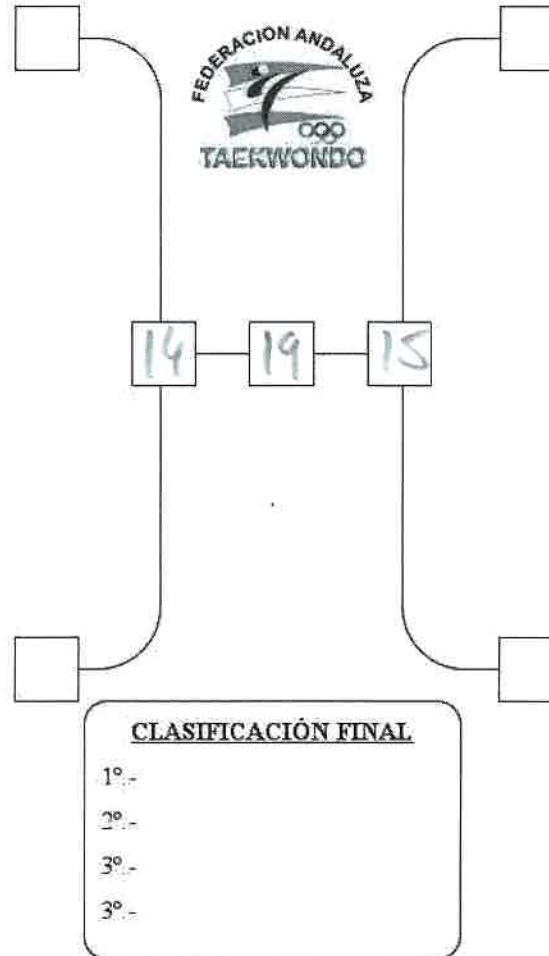 FEDERACION ANDALUZA
TAEKWONDO
14 19 15
CLASIFICACIÓN FINAL
1º.-
2º.-
3º.-
3º.-